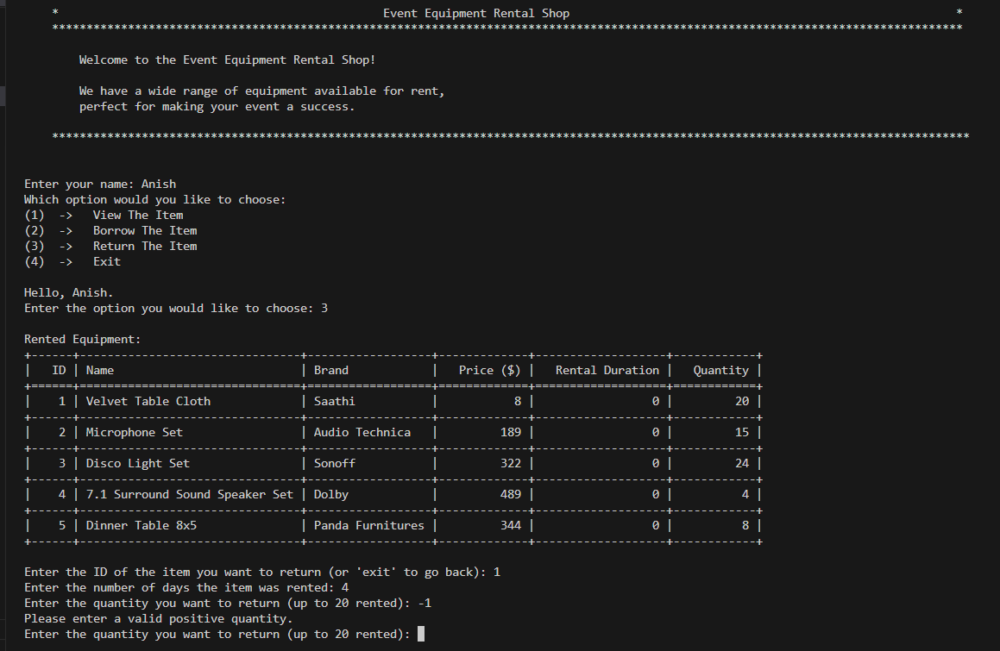 * Event Equipment Rental Shop *
************************************************************************************************************************************
Welcome to the Event Equipment Rental Shop!
We have a wide range of equipment available for rent,
perfect for making your event a success.
*************************************************************************************************************************************
Enter your name: Anish
Which option would you like to choose:
(1) -> View The Item
(2) -> Borrow The Item
(3) -> Return The Item
(4) -> Exit
Hello, Anish.
Enter the option you would like to choose: 3
Rented Equipment:
+------+--------------------------------+------------------+-------------+-------------------+------------+
|   ID | Name                           | Brand            |   Price ($) |   Rental Duration |   Quantity |
+======+================================+==================+=============+===================+============+
|    1 | Velvet Table Cloth             | Saathi           |           8 |                 0 |         20 |
+------+--------------------------------+------------------+-------------+-------------------+------------+
|    2 | Microphone Set                 | Audio Technica   |         189 |                 0 |         15 |
+------+--------------------------------+------------------+-------------+-------------------+------------+
|    3 | Disco Light Set                | Sonoff           |         322 |                 0 |         24 |
+------+--------------------------------+------------------+-------------+-------------------+------------+
|    4 | 7.1 Surround Sound Speaker Set | Dolby            |         489 |                 0 |          4 |
+------+--------------------------------+------------------+-------------+-------------------+------------+
|    5 | Dinner Table 8x5               | Panda Furnitures |         344 |                 0 |          8 |
+------+--------------------------------+------------------+-------------+-------------------+------------+
Enter the ID of the item you want to return (or 'exit' to go back): 1
Enter the number of days the item was rented: 4
Enter the quantity you want to return (up to 20 rented): -1
Please enter a valid positive quantity.
Enter the quantity you want to return (up to 20 rented):